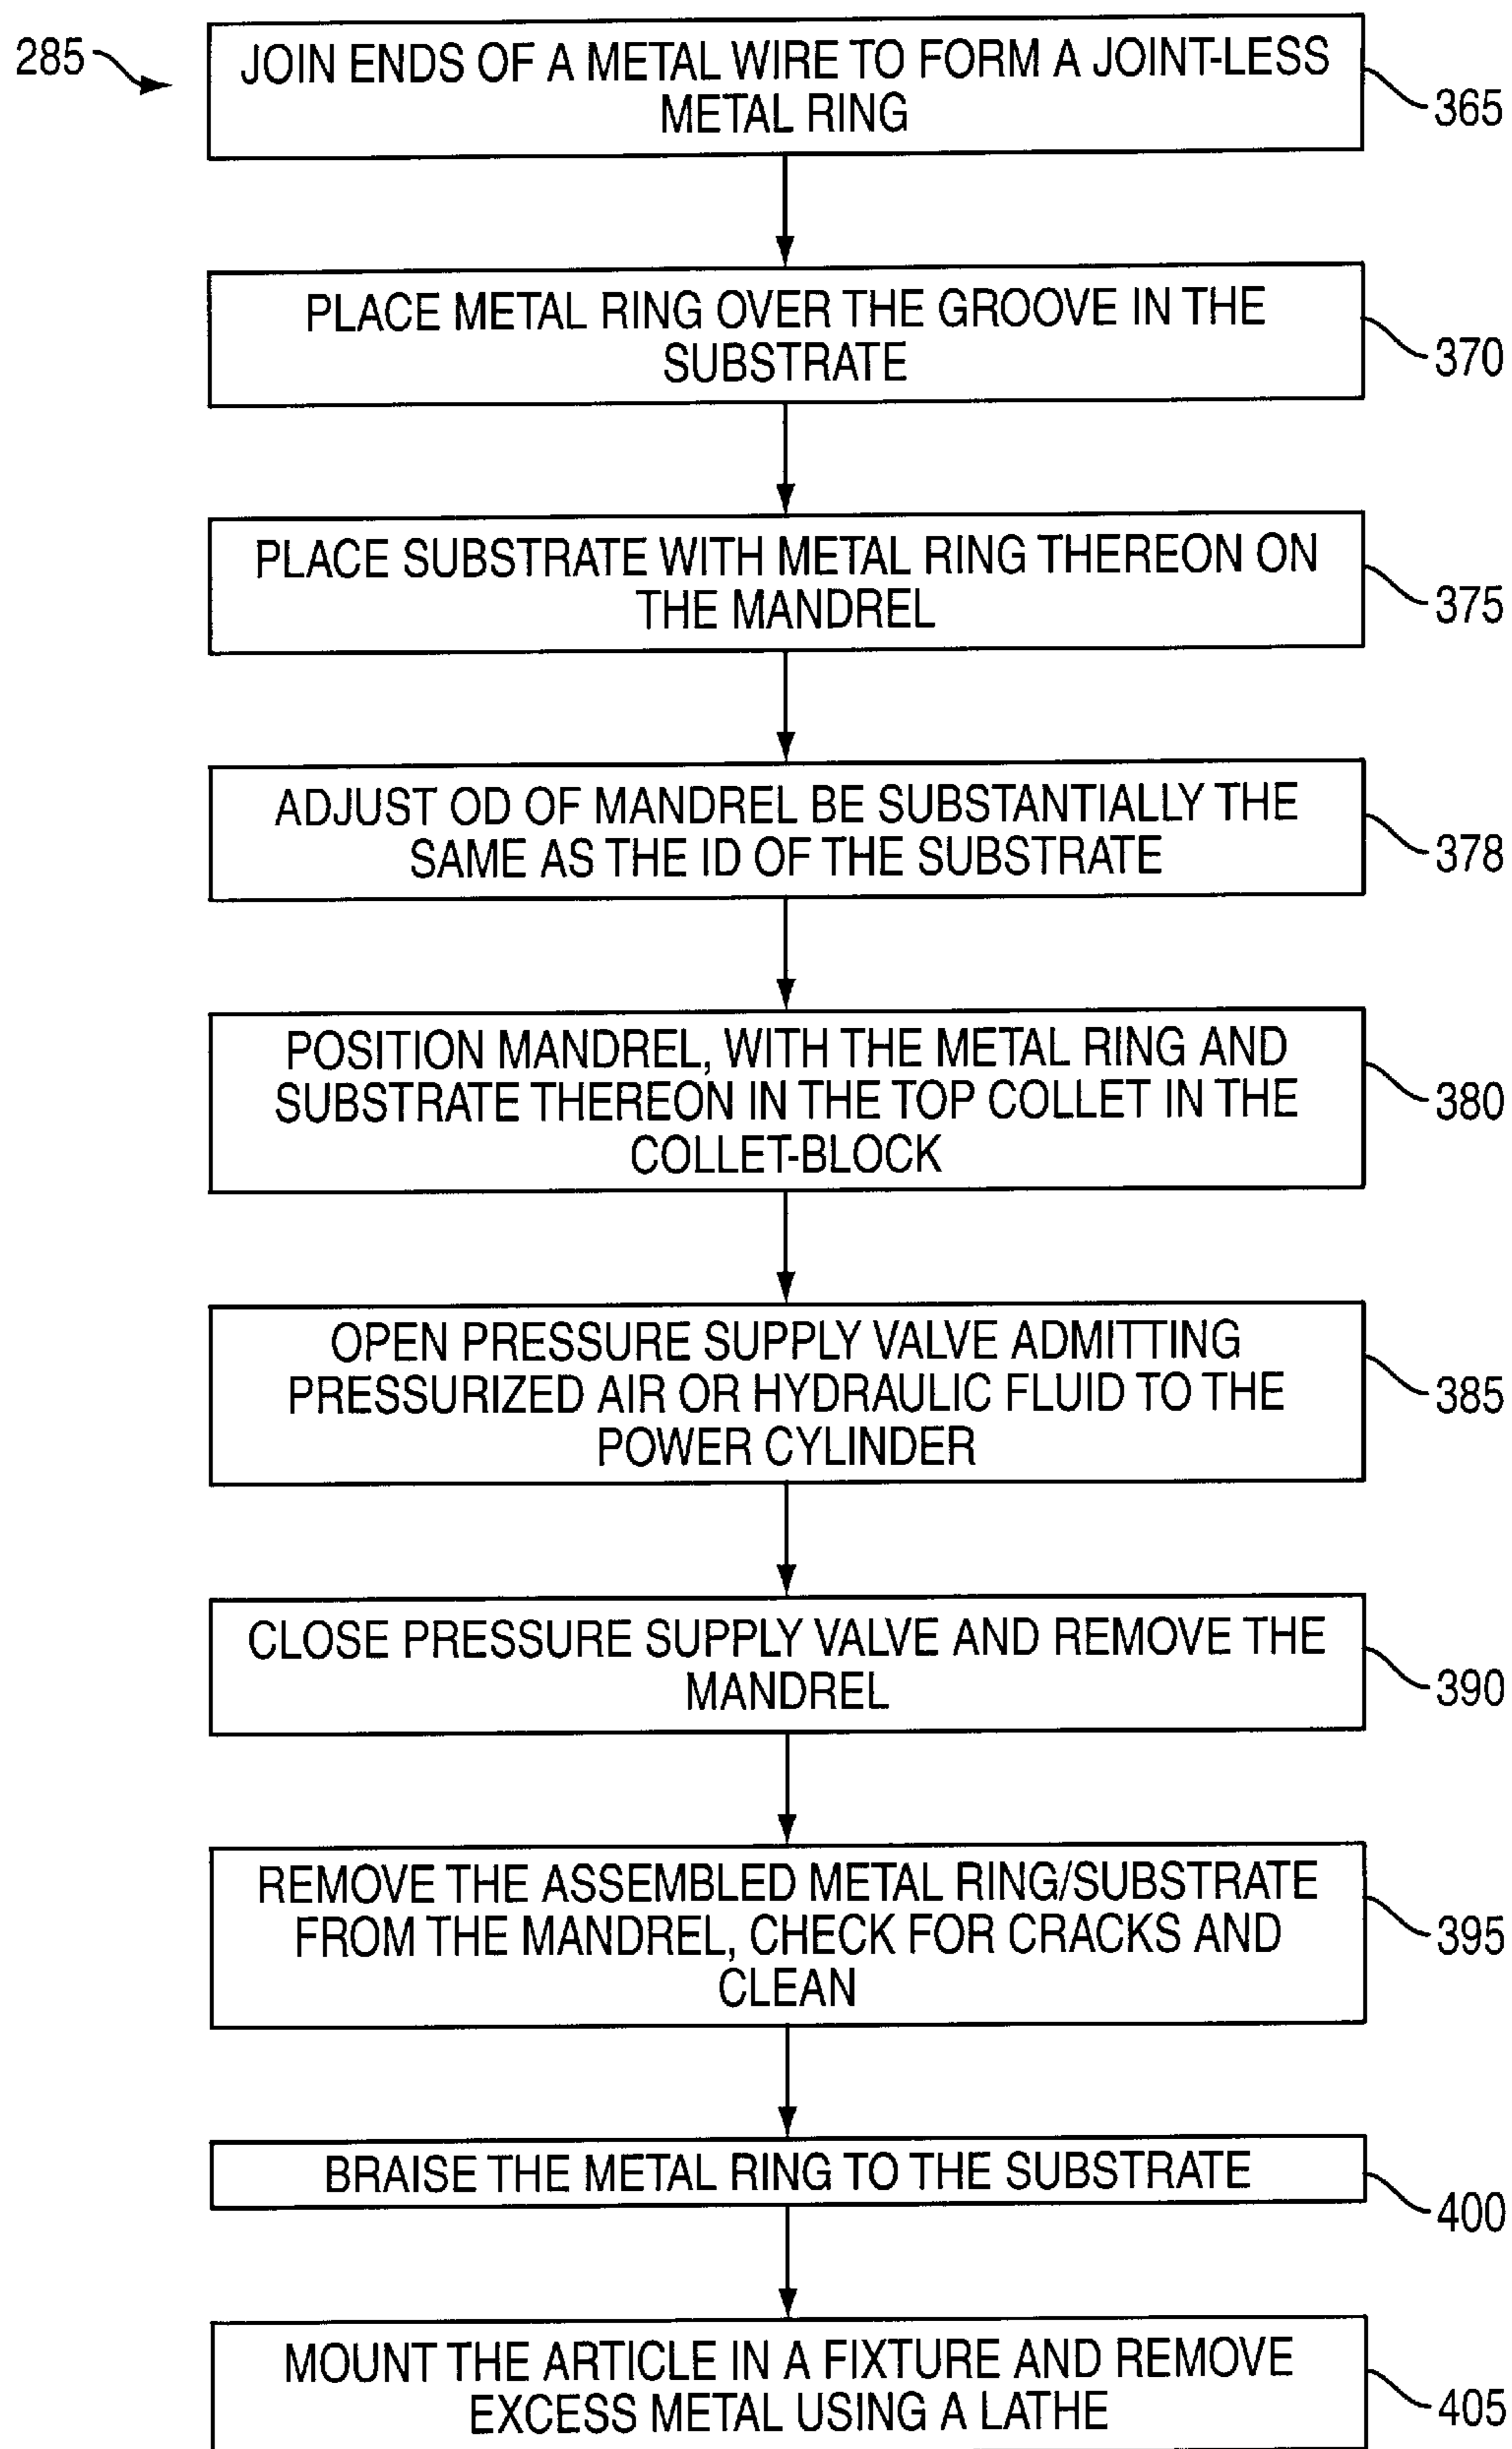 285
JOIN ENDS OF A METAL WIRE TO FORM A JOINT-LESS
METAL RING
365
PLACE METAL RING OVER THE GROOVE IN THE
SUBSTRATE
370
PLACE SUBSTRATE WITH METAL RING THEREON ON
THE MANDREL
375
ADJUST OD OF MANDREL BE SUBSTANTIALLY THE
SAME AS THE ID OF THE SUBSTRATE
378
POSITION MANDREL, WITH THE METAL RING AND
SUBSTRATE THEREON IN THE TOP COLLET IN THE
COLLET-BLOCK
380
OPEN PRESSURE SUPPLY VALVE ADMITTING
PRESSURIZED AIR OR HYDRAULIC FLUID TO THE
POWER CYLINDER
385
CLOSE PRESSURE SUPPLY VALVE AND REMOVE THE
MANDREL
390
REMOVE THE ASSEMBLED METAL RING/SUBSTRATE
FROM THE MANDREL, CHECK FOR CRACKS AND
CLEAN
395
BRAISE THE METAL RING TO THE SUBSTRATE
400
MOUNT THE ARTICLE IN A FIXTURE AND REMOVE
EXCESS METAL USING A LATHE
405